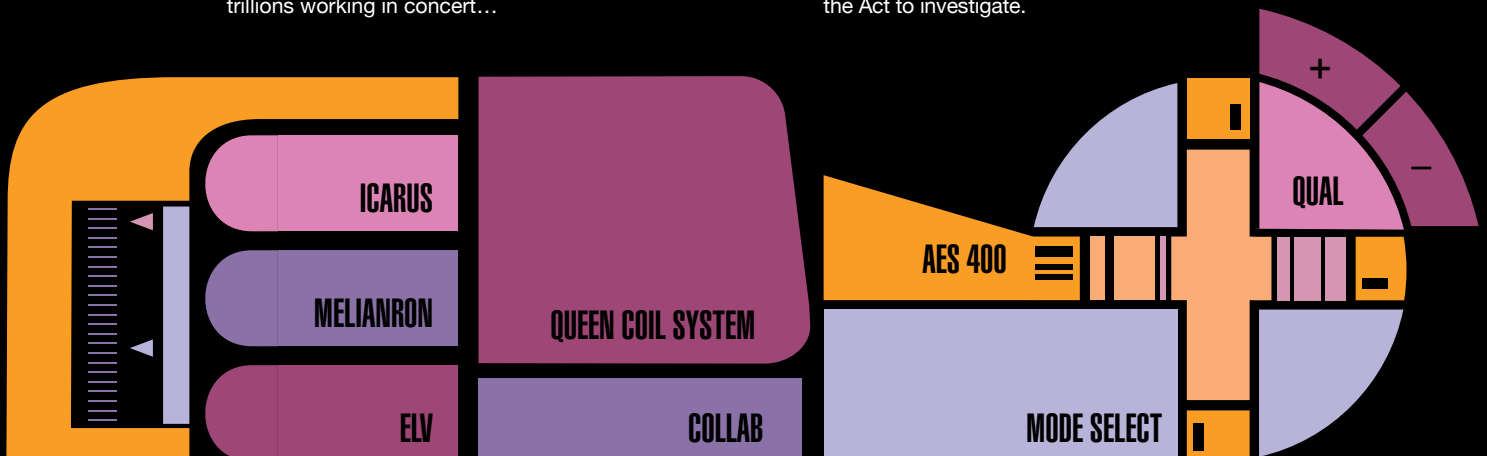 trillions working in concert…
the Act to investigate.
+
−
ICARUS
QUAL
AES 400
MELIANRON
QUEEN COIL SYSTEM
ELV
COLLAB
MODE SELECT